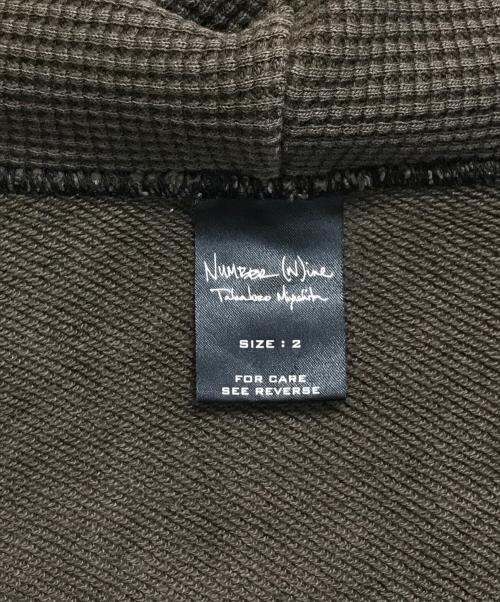 NUMBER (N)ine
Takahiro Miyashita
SIZE : 2
FOR CARE
SEE REVERSE